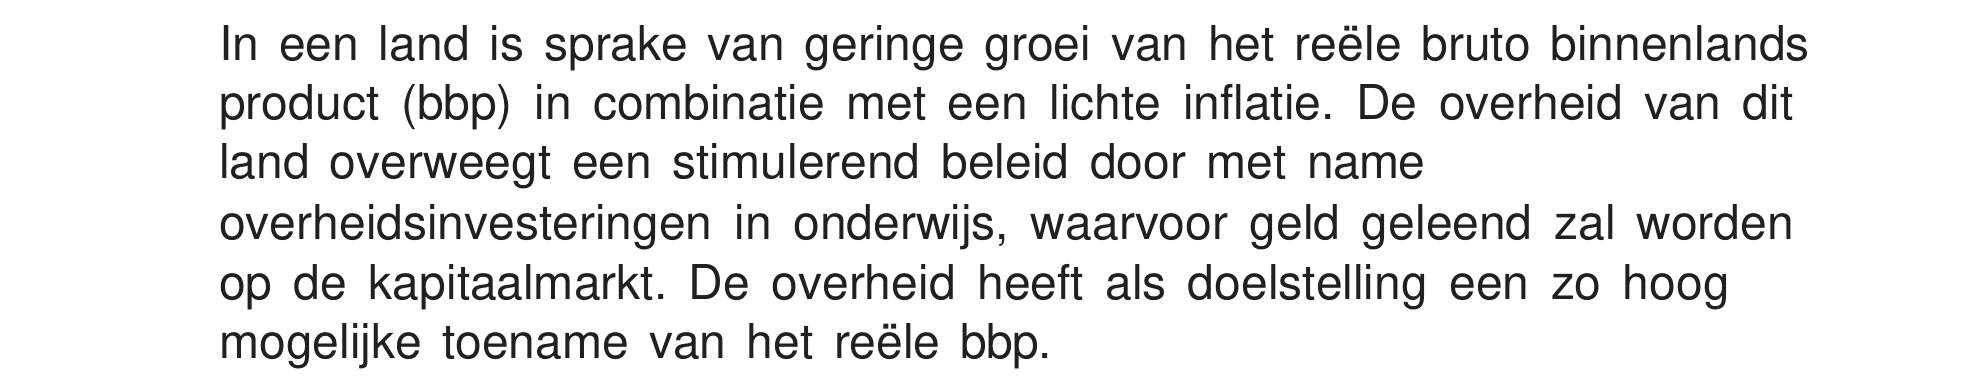 In een land is sprake van geringe groei van het reële bruto binnenlands
product (bbp) in combinatie met een lichte inflatie. De overheid van dit
land overweegt een stimulerend beleid door met name
overheidsinvesteringen in onderwijs, waarvoor geld geleend zal worden
op de kapitaalmarkt. De overheid heeft als doelstelling een zo hoog
mogelijke toename van het reële bbp.